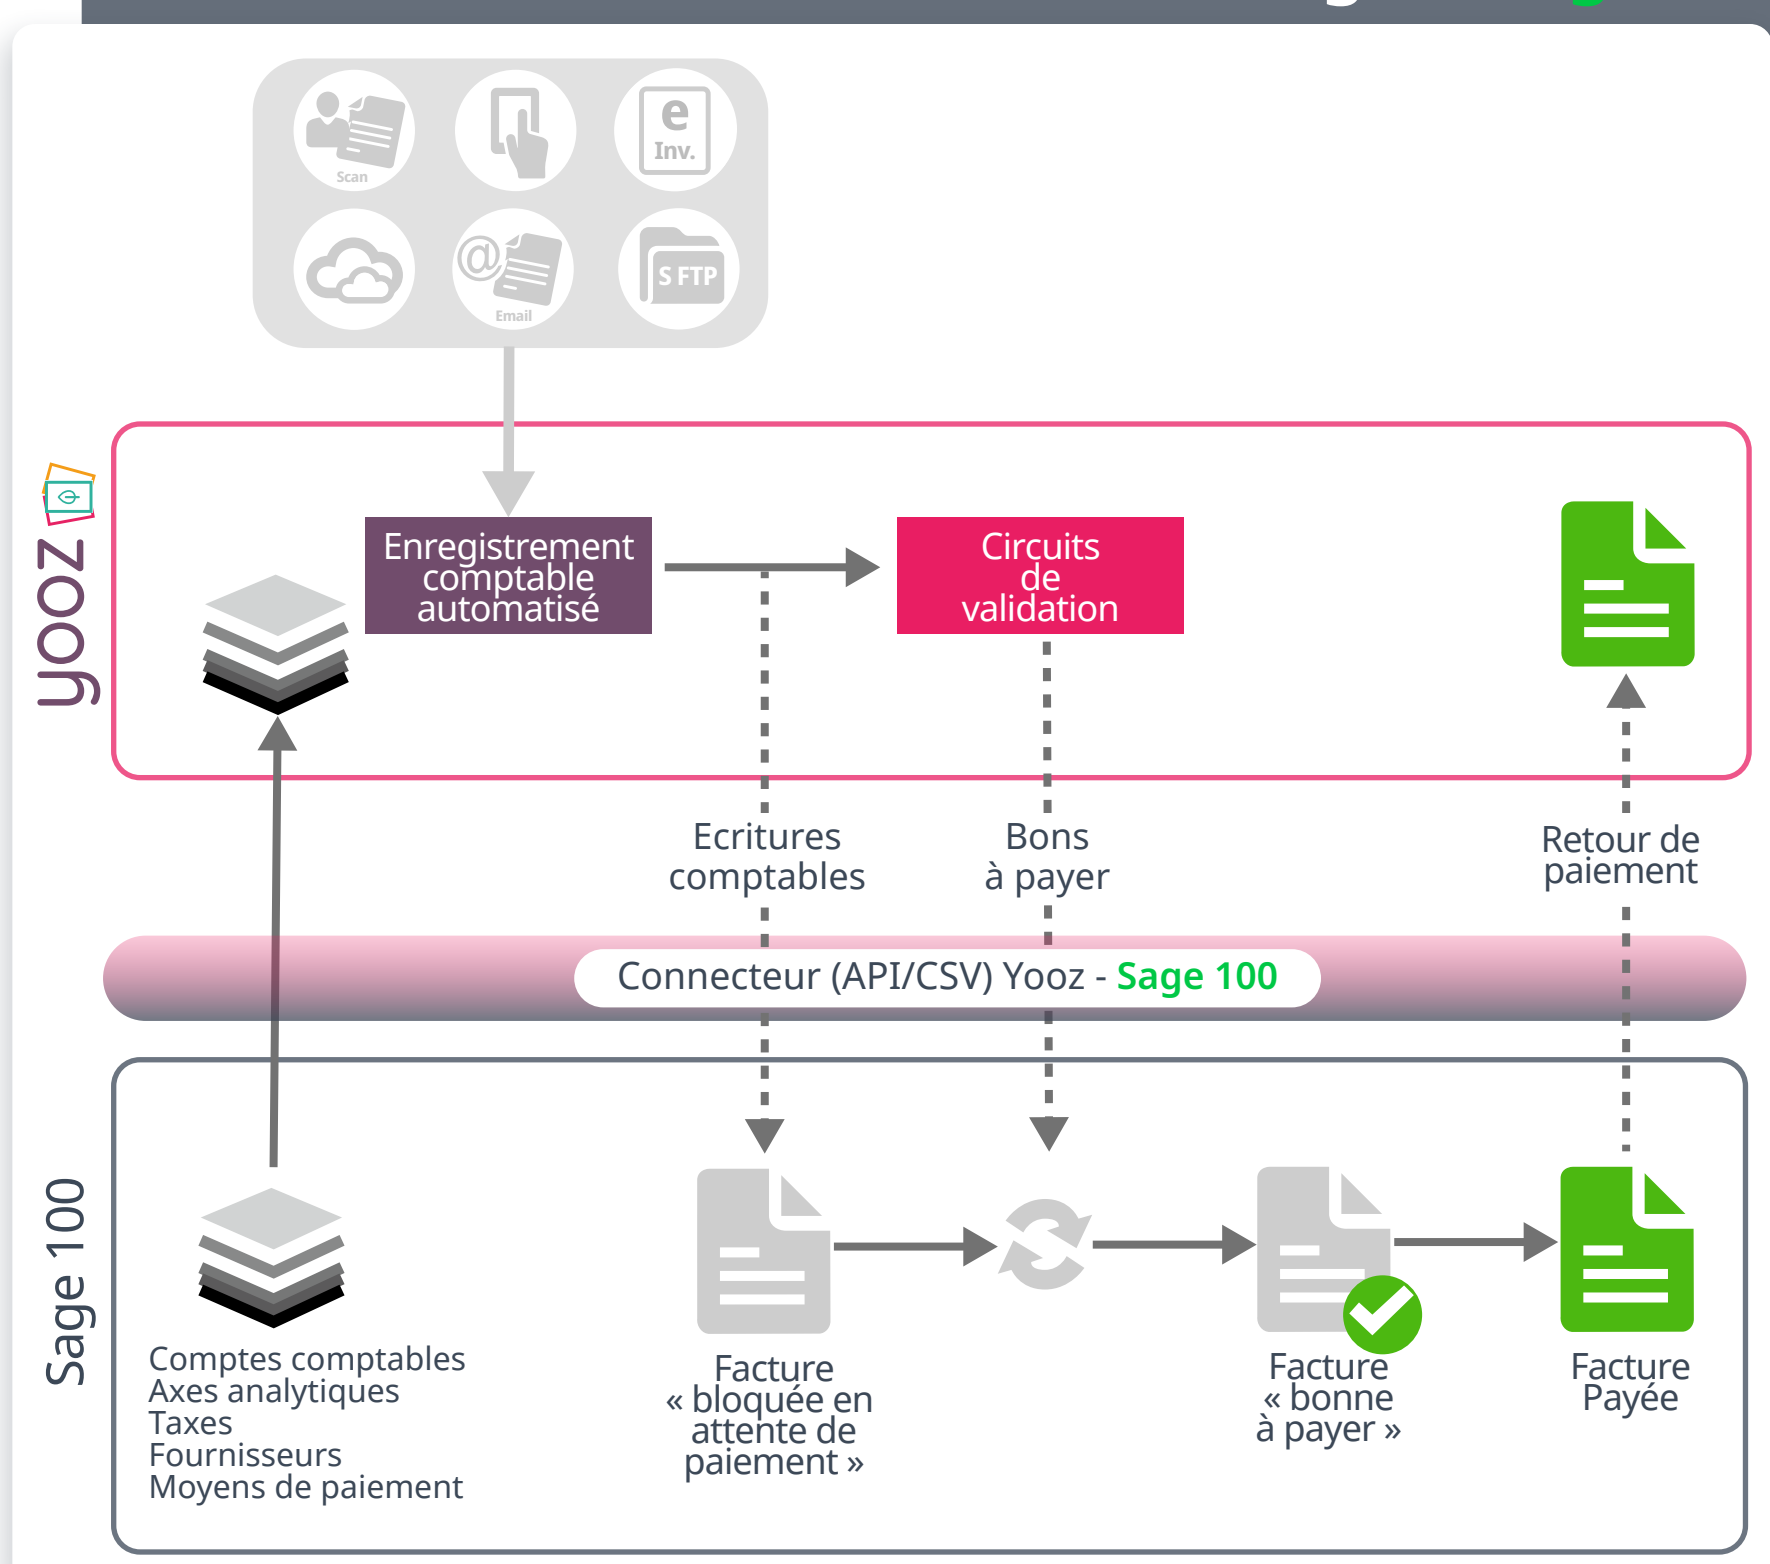 Scan
e
Inv.
@
Email
S FTP
yooz
Enregistrement
comptable
automatisé
Circuits
de
validation
Ecritures
comptables
Bons
à payer
Retour de
paiement
Connecteur (API/CSV) Yooz - Sage 100
Sage 100
Comptes comptables
Axes analytiques
Taxes
Fournisseurs
Moyens de paiement
Facture
« bloquée en
attente de
paiement »
Facture
« bonne
à payer »
Facture
Payée